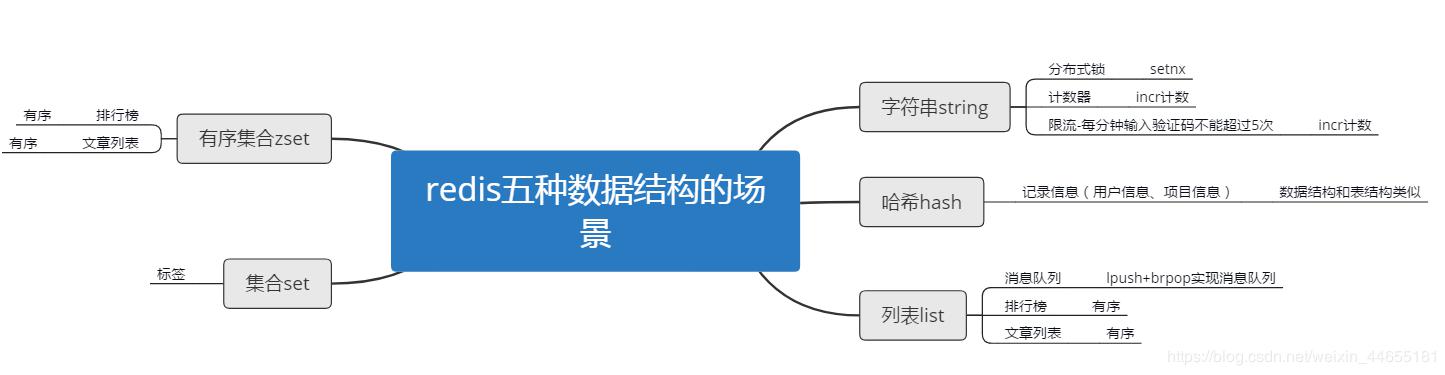 redis五种数据结构的场
景
字符串string
分布式锁 setnx
计数器 incr计数
限流-每分钟输入验证码不能超过5次 incr计数
哈希hash
记录信息（用户信息、项目信息） 数据结构和表结构类似
列表list
消息队列 lpush+brpop实现消息队列
排行榜 有序
文章列表 有序
有序集合zset
有序 排行榜
有序 文章列表
集合set
标签
https://blog.csdn.net/weixin_44655181